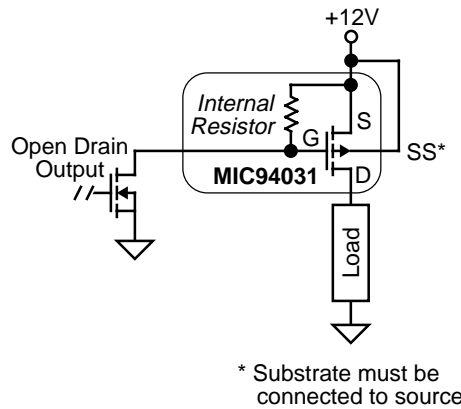 +12V
Internal
Resistor
S
G
Open Drain
Output
SS*
MIC94031
D
Load
* Substrate must be
connected to source